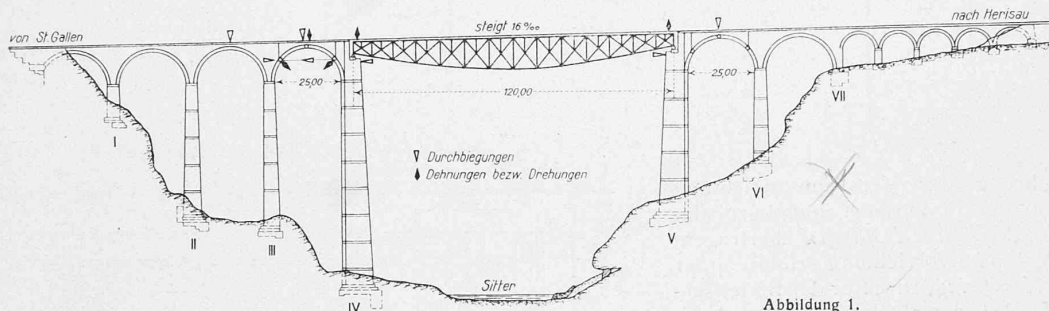 von St.Gallen
steigt 16‰
nach Herisau
25,00
120,00
25,00
Durchbiegungen
Dehnungen bezw. Drehungen
I
II
III
IV
V
VI
VII
Sitter
Abbildung 1.